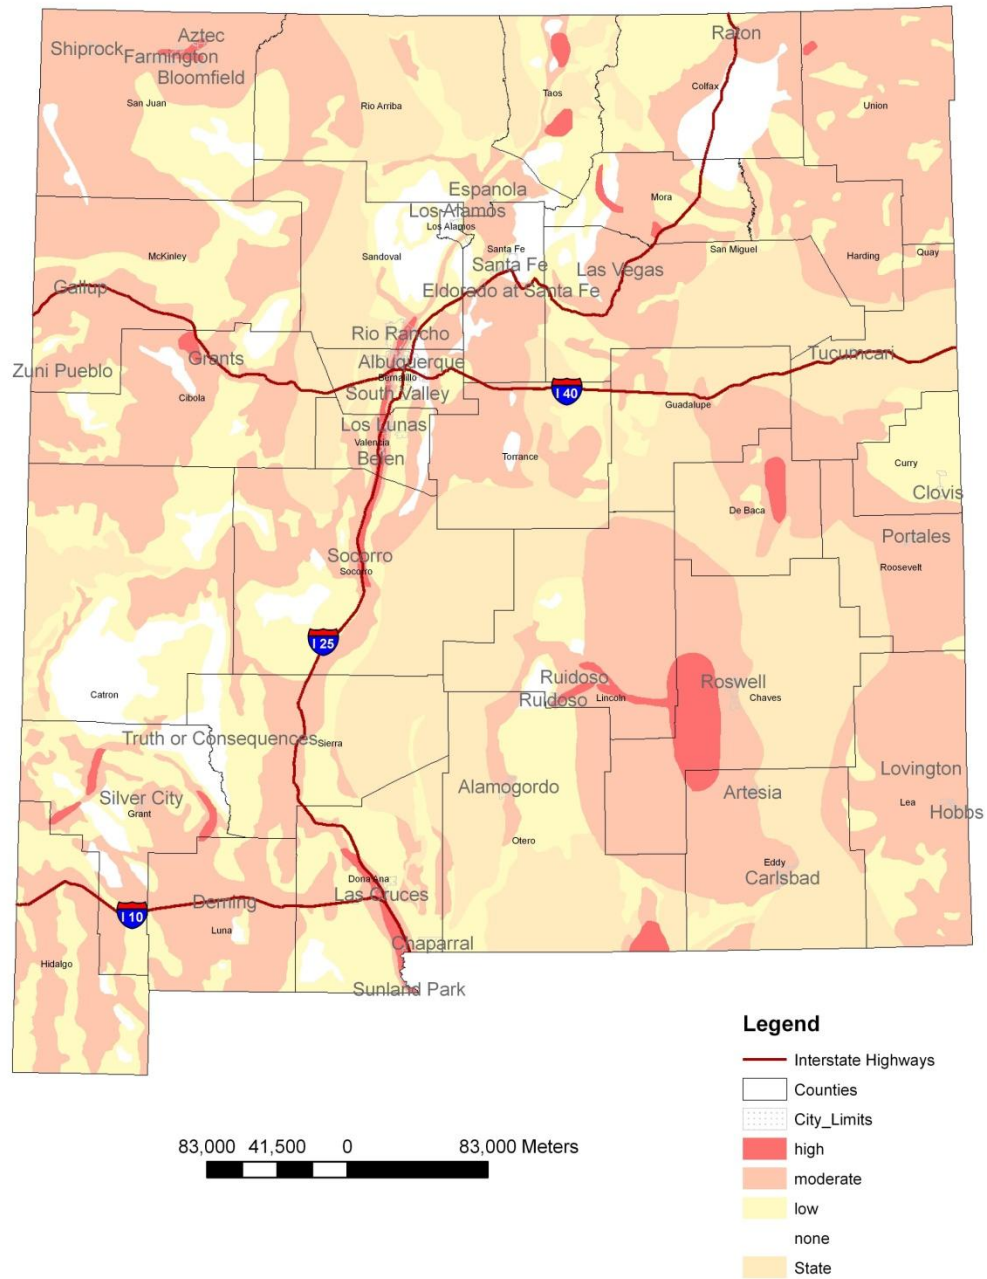 Raton
Aztec
Shiprock
Farmington
Bloomfield
Colfax
Taos
San Juan
Rio Arriba
Union
Espanola
Mora
Los Alamos
Los Alamos
Santa Fe
San Miguel
McKinley
Sandoval
Harding
Quay
Santa Fe
Las Vegas
Gallup
Eldorado at Santa Fe
Rio Rancho
Tucumcari
Grants
Albuquerque
Zuni Pueblo
Bernalillo
I 40
South Valley
Cibola
Guadalupe
Los Lunas
Valencia
Belen
Torrance
Curry
Clovis
De Baca
Portales
Socorro
Socorro
Roosevelt
I 25
Ruidoso
Roswell
Catron
Ruidoso
Lincoln
Chaves
Truth or Consequences
Sierra
Lovington
Silver City
Alamogordo
Artesia
Grant
Lea
Hobbs
Otero
Eddy
Dona Ana
Carlsbad
Las Cruces
Deming
I 10
Luna
Chaparral
Hidalgo
Sunland Park
Legend
Interstate Highways
Counties
City_Limits
high
moderate
low
none
State
83,000 41,500 0 83,000 Meters